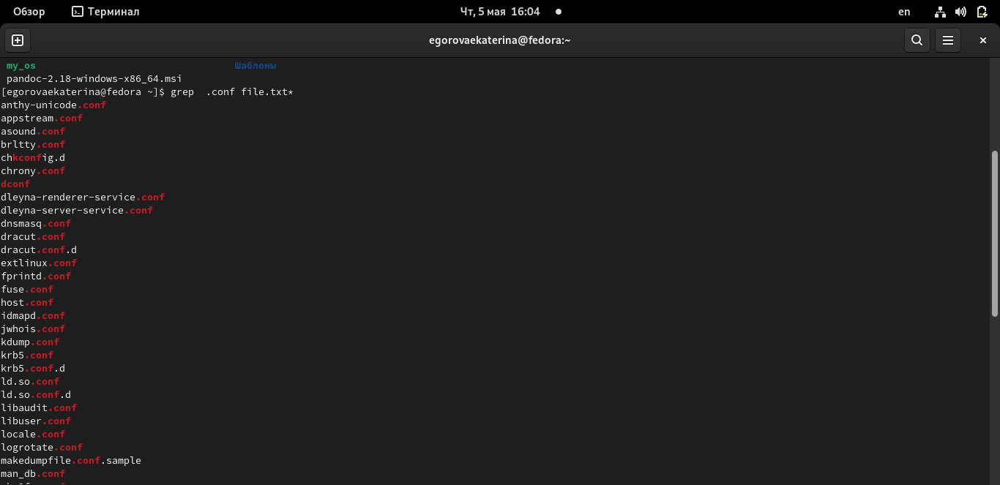 Обзор Терминал Чт, 5 мая 16:04 en
egorovaekaterina@fedora:~
my_os Шаблоны
pandoc-2.18-windows-x86_64.msi
[egorovaekaterina@fedora ~]$ grep  .conf file.txt*
anthy-unicode.conf
appstream.conf
asound.conf
brltty.conf
chkconfig.d
chrony.conf
dconf
dleyna-renderer-service.conf
dleyna-server-service.conf
dnsmasq.conf
dracut.conf
dracut.conf.d
extlinux.conf
fprintd.conf
fuse.conf
host.conf
idmapd.conf
jwhois.conf
kdump.conf
krb5.conf
krb5.conf.d
ld.so.conf
ld.so.conf.d
libaudit.conf
libuser.conf
locale.conf
logrotate.conf
makedumpfile.conf.sample
man_db.conf